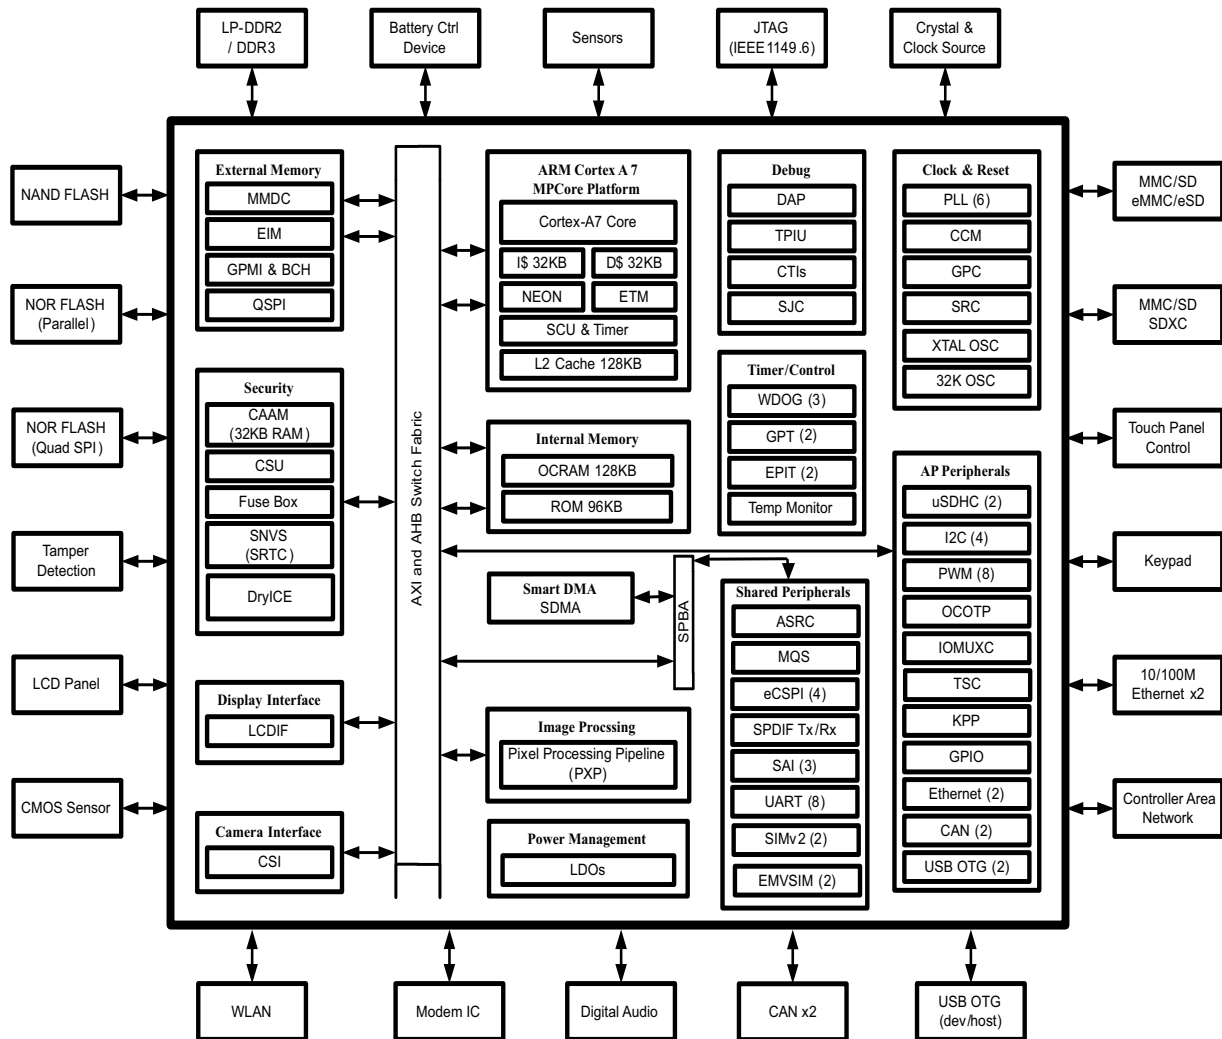 LP-DDR2
/ DDR3
Battery Ctrl
Device
Sensors
JTAG
(IEEE1149.6)
Crystal &
Clock Source
NAND FLASH
NOR FLASH
(Parallel)
NOR FLASH
(Quad SPI)
Tamper
Detection
LCD Panel
CMOS Sensor
External Memory
MMDC
EIM
GPMI & BCH
QSPI
Security
CAAM
(32KB RAM)
CSU
Fuse Box
SNVS
(SRTC)
DryICE
Display Interface
LCDIF
Camera Interface
CSI
AXI and AHB Switch Fabric
ARM Cortex A 7
MPCore Platform
Cortex-A7 Core
I$ 32KB
D$ 32KB
NEON
ETM
SCU & Timer
L2 Cache 128KB
Internal Memory
OCRAM 128KB
ROM 96KB
Smart DMA
SDMA
SPBA
Image Procssing
Pixel Processing Pipeline
(PXP)
Power Management
LDOs
Debug
DAP
TPIU
CTIs
SJC
Timer/Control
WDOG (3)
GPT (2)
EPIT (2)
Temp Monitor
Shared Peripherals
ASRC
MQS
eCSPI (4)
SPDIF Tx/Rx
SAI (3)
UART (8)
SIMv2 (2)
EMVSIM (2)
Clock & Reset
PLL (6)
CCM
GPC
SRC
XTAL OSC
32K OSC
AP Peripherals
uSDHC (2)
I2C (4)
PWM (8)
OCOTP
IOMUXC
TSC
KPP
GPIO
Ethernet (2)
CAN (2)
USB OTG (2)
MMC/SD
eMMC/eSD
MMC/SD
SDXC
Touch Panel
Control
Keypad
10/100M
Ethernet x2
Controller Area
Network
WLAN
Modem IC
Digital Audio
CAN x2
USB OTG
(dev/host)